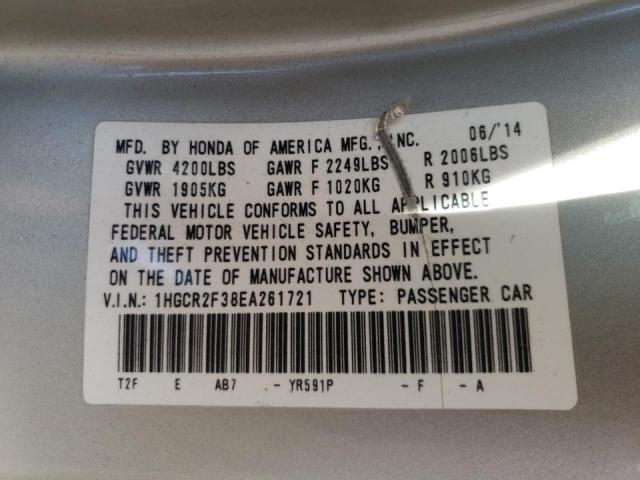 MFD. BY HONDA OF AMERICA MFG., INC. 06/'14
GVWR 4200LBS GAWR F 2249LBS R 2006LBS
GVWR 1905KG GAWR F 1020KG R 910KG
THIS VEHICLE CONFORMS TO ALL APPLICABLE
FEDERAL MOTOR VEHICLE SAFETY, BUMPER,
AND THEFT PREVENTION STANDARDS IN EFFECT
ON THE DATE OF MANUFACTURE SHOWN ABOVE.
V.I.N.: 1HGCR2F38EA261721 TYPE: PASSENGER CAR
T2F E AB7 - YR591P - F - A